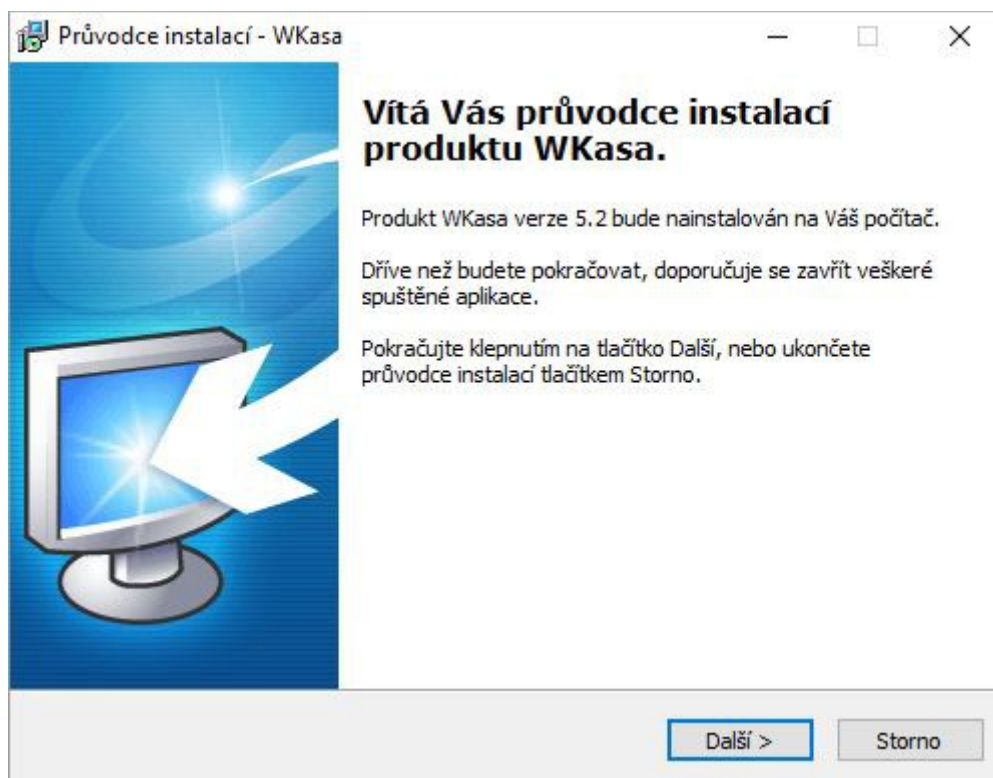 Průvodce instalací - WKasa
Vítá Vás průvodce instalací
produktu WKasa.
Produkt WKasa verze 5.2 bude nainstalován na Váš počítač.
Dříve než budete pokračovat, doporučuje se zavřít veškeré
spuštěné aplikace.
Pokračujte klepnutím na tlačítko Další, nebo ukončete
průvodce instalací tlačítkem Storno.
Další >
Storno